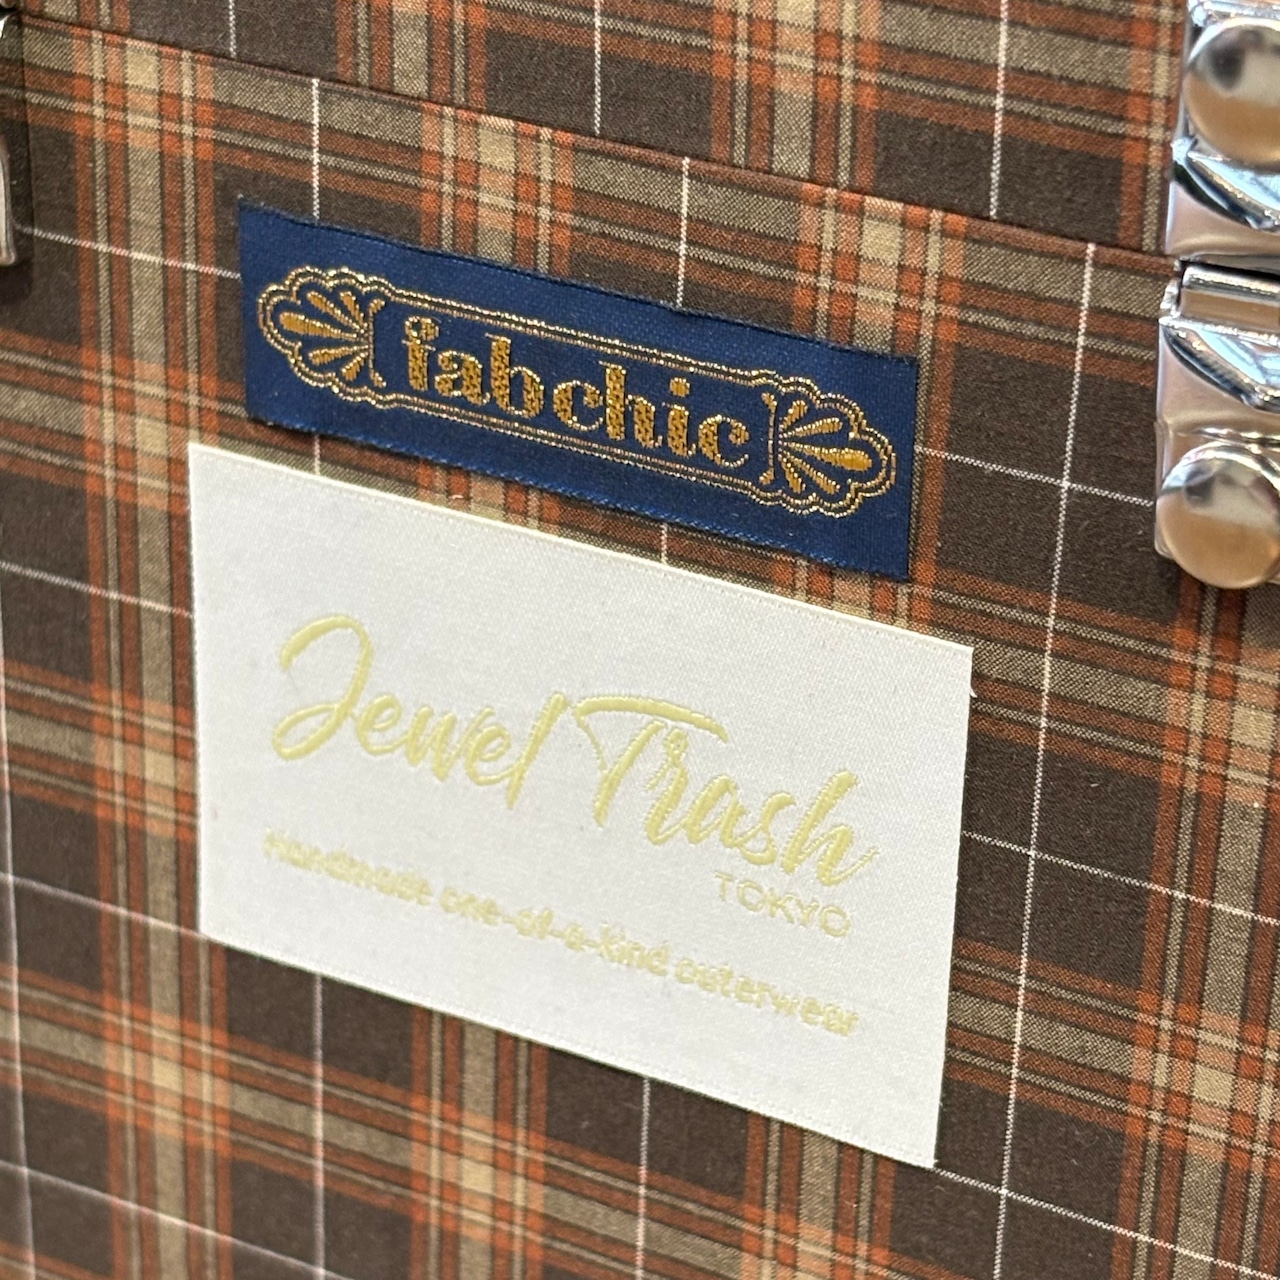 fabchic
Jewel Trash
TOKYO
Handmade one-of-a-kind outerwear